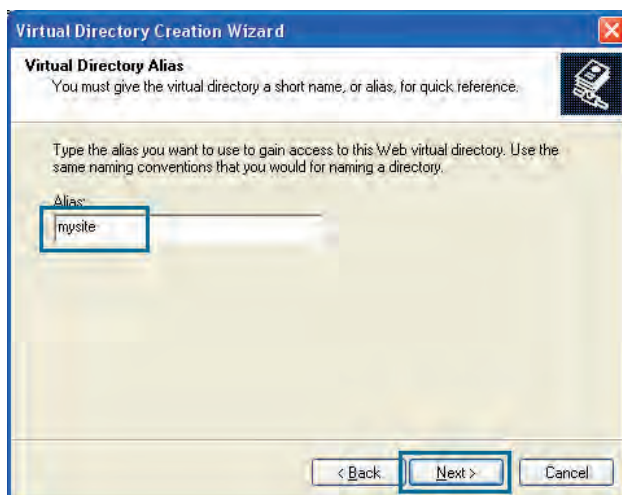 Virtual Directory Creation Wizard
Virtual Directory Alias
You must give the virtual directory a short name, or alias, for quick reference.
Type the alias you want to use to gain access to this Web virtual directory. Use the
same naming conventions that you would for naming a directory.
Alias:
mysite
< Back Next > Cancel